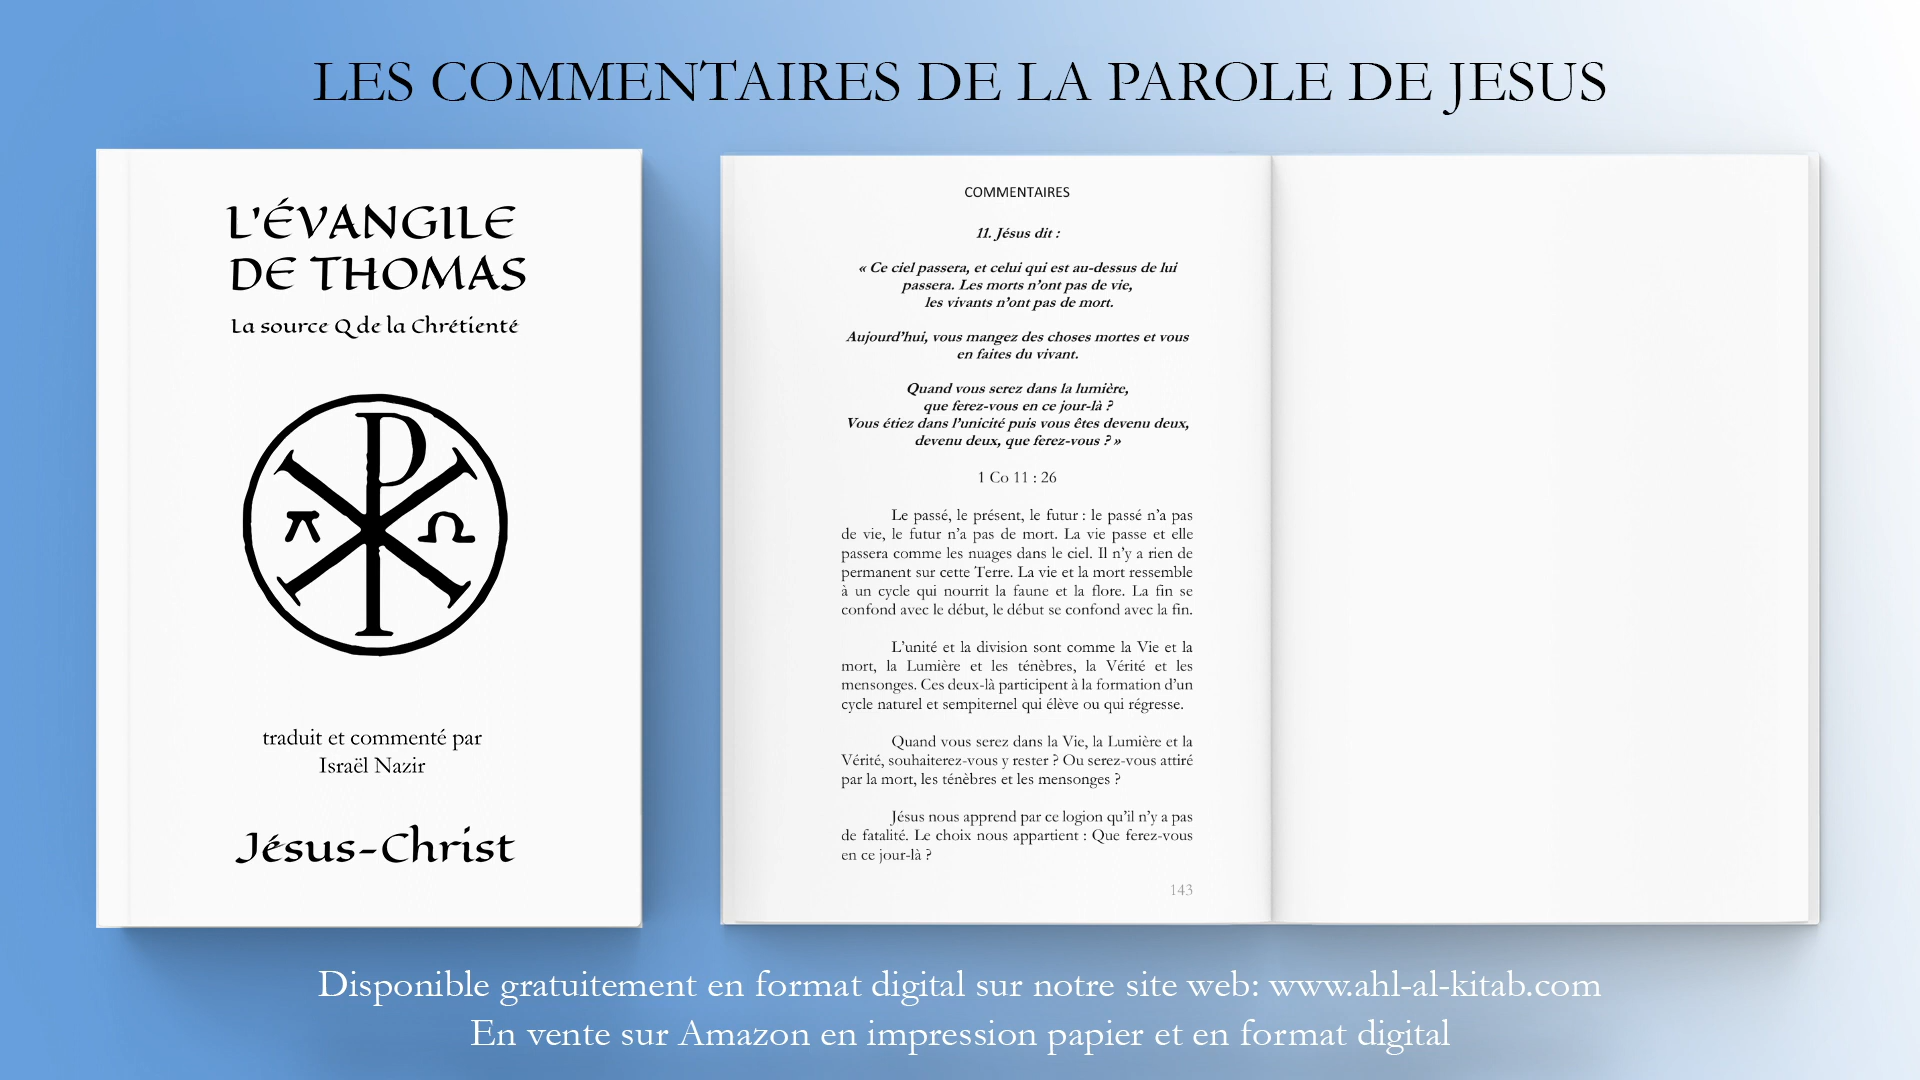 LES COMMENTAIRES DE LA PAROLE DE JESUS
L'ÉVANGILE
DE THOMAS
La source Q de la Chrétienté
Α Ω
traduit et commenté par
Israël Nazir
Jésus-Christ
COMMENTAIRES
11. Jésus dit :
« Ce ciel passera, et celui qui est au-dessus de lui
passera. Les morts n'ont pas de vie,
les vivants n'ont pas de mort.
Aujourd'hui, vous mangez des choses mortes et vous
en faites du vivant.
Quand vous serez dans la lumière,
que ferez-vous en ce jour-là ?
Vous étiez dans l'unicité puis vous êtes devenu deux,
devenu deux, que ferez-vous ? »
1 Co 11 : 26
Le passé, le présent, le futur : le passé n'a pas
de vie, le futur n'a pas de mort. La vie passe et elle
passera comme les nuages dans le ciel. Il n'y a rien de
permanent sur cette Terre. La vie et la mort ressemble
à un cycle qui nourrit la faune et la flore. La fin se
confond avec le début, le début se confond avec la fin.
L'unité et la division sont comme la Vie et la
mort, la Lumière et les ténèbres, la Vérité et les
mensonges. Ces deux-là participent à la formation d'un
cycle naturel et sempiternel qui élève ou qui régresse.
Quand vous serez dans la Vie, la Lumière et la
Vérité, souhaiterez-vous y rester ? Ou serez-vous attiré
par la mort, les ténèbres et les mensonges ?
Jésus nous apprend par ce logion qu'il n'y a pas
de fatalité. Le choix nous appartient : Que ferez-vous
en ce jour-là ?
143
Disponible gratuitement en format digital sur notre site web: www.ahl-al-kitab.com
En vente sur Amazon en impression papier et en format digital